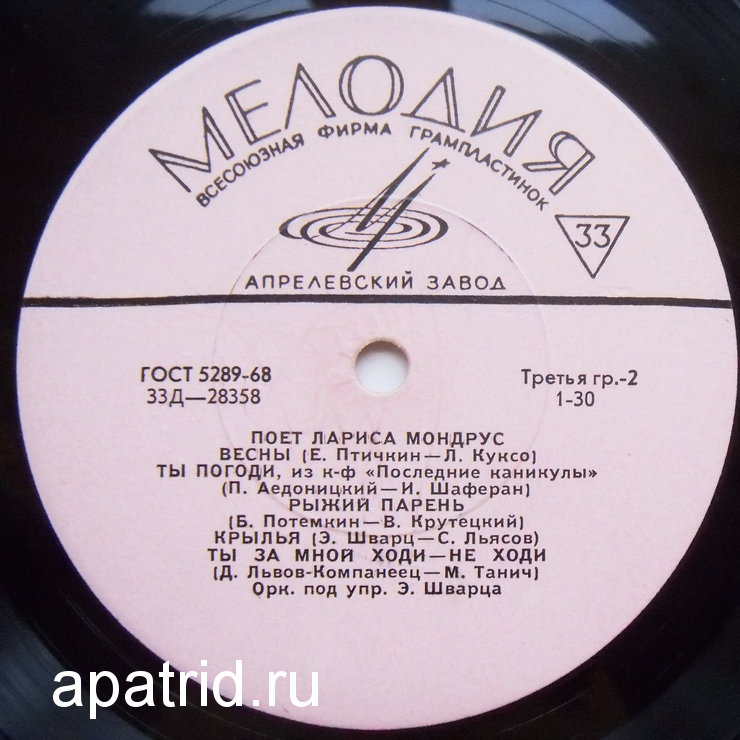 МЕЛОДИЯ
ВСЕСОЮЗНАЯ ФИРМА ГРАМПЛАСТИНОК
33
АПРЕЛЕВСКИЙ ЗАВОД
ГОСТ 5289-68
33Д—28358
Третья гр.-2
1-30
ПОЕТ ЛАРИСА МОНДРУС
ВЕСНЫ (Е. Птичкин—Л. Куксо)
ТЫ ПОГОДИ, из к-ф «Последние каникулы»
(П. Аедоницкий—И. Шаферан)
РЫЖИЙ ПАРЕНЬ
(Б. Потемкин—В. Крутецкий)
КРЫЛЬЯ (Э. Шварц—С. Льясов)
ТЫ ЗА МНОЙ ХОДИ—НЕ ХОДИ
(Д. Львов-Компанеец—М. Танич)
Орк. под упр. Э. Шварца
apatrid.ru